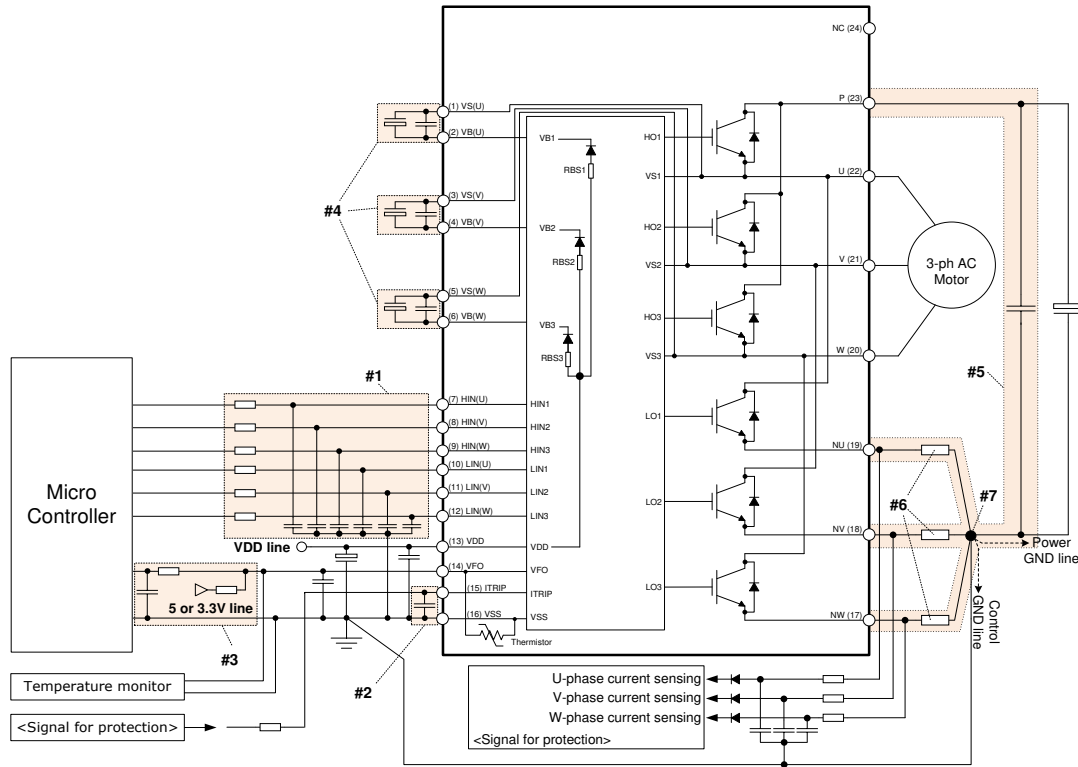 NC (24)
P (23)
(1) VS(U)
(2) VB(U)
VB1
RBS1
HO1
VS1
U (22)
(3) VS(V)
(4) VB(V)
#4
VB2
RBS2
HO2
VS2
V (21)
3-ph AC
Motor
(5) VS(W)
(6) VB(W)
VB3
RBS3
HO3
VS3
W (20)
#5
#1
Micro
Controller
(7) HIN(U)
HIN1
(8) HIN(V)
HIN2
(9) HIN(W)
HIN3
(10) LIN(U)
LIN1
(11) LIN(V)
LIN2
(12) LIN(W)
LIN3
LO1
NU (19)
#6
#7
LO2
NV (18)
Power
GND line
VDD line
(13) VDD
VDD
(14) VFO
VFO
(15) ITRIP
ITRIP
(16) VSS
VSS
Thermistor
LO3
NW (17)
Control
GND line
5 or 3.3V line
#3
#2
Temperature monitor
<Signal for protection>
U-phase current sensing
V-phase current sensing
W-phase current sensing
<Signal for protection>